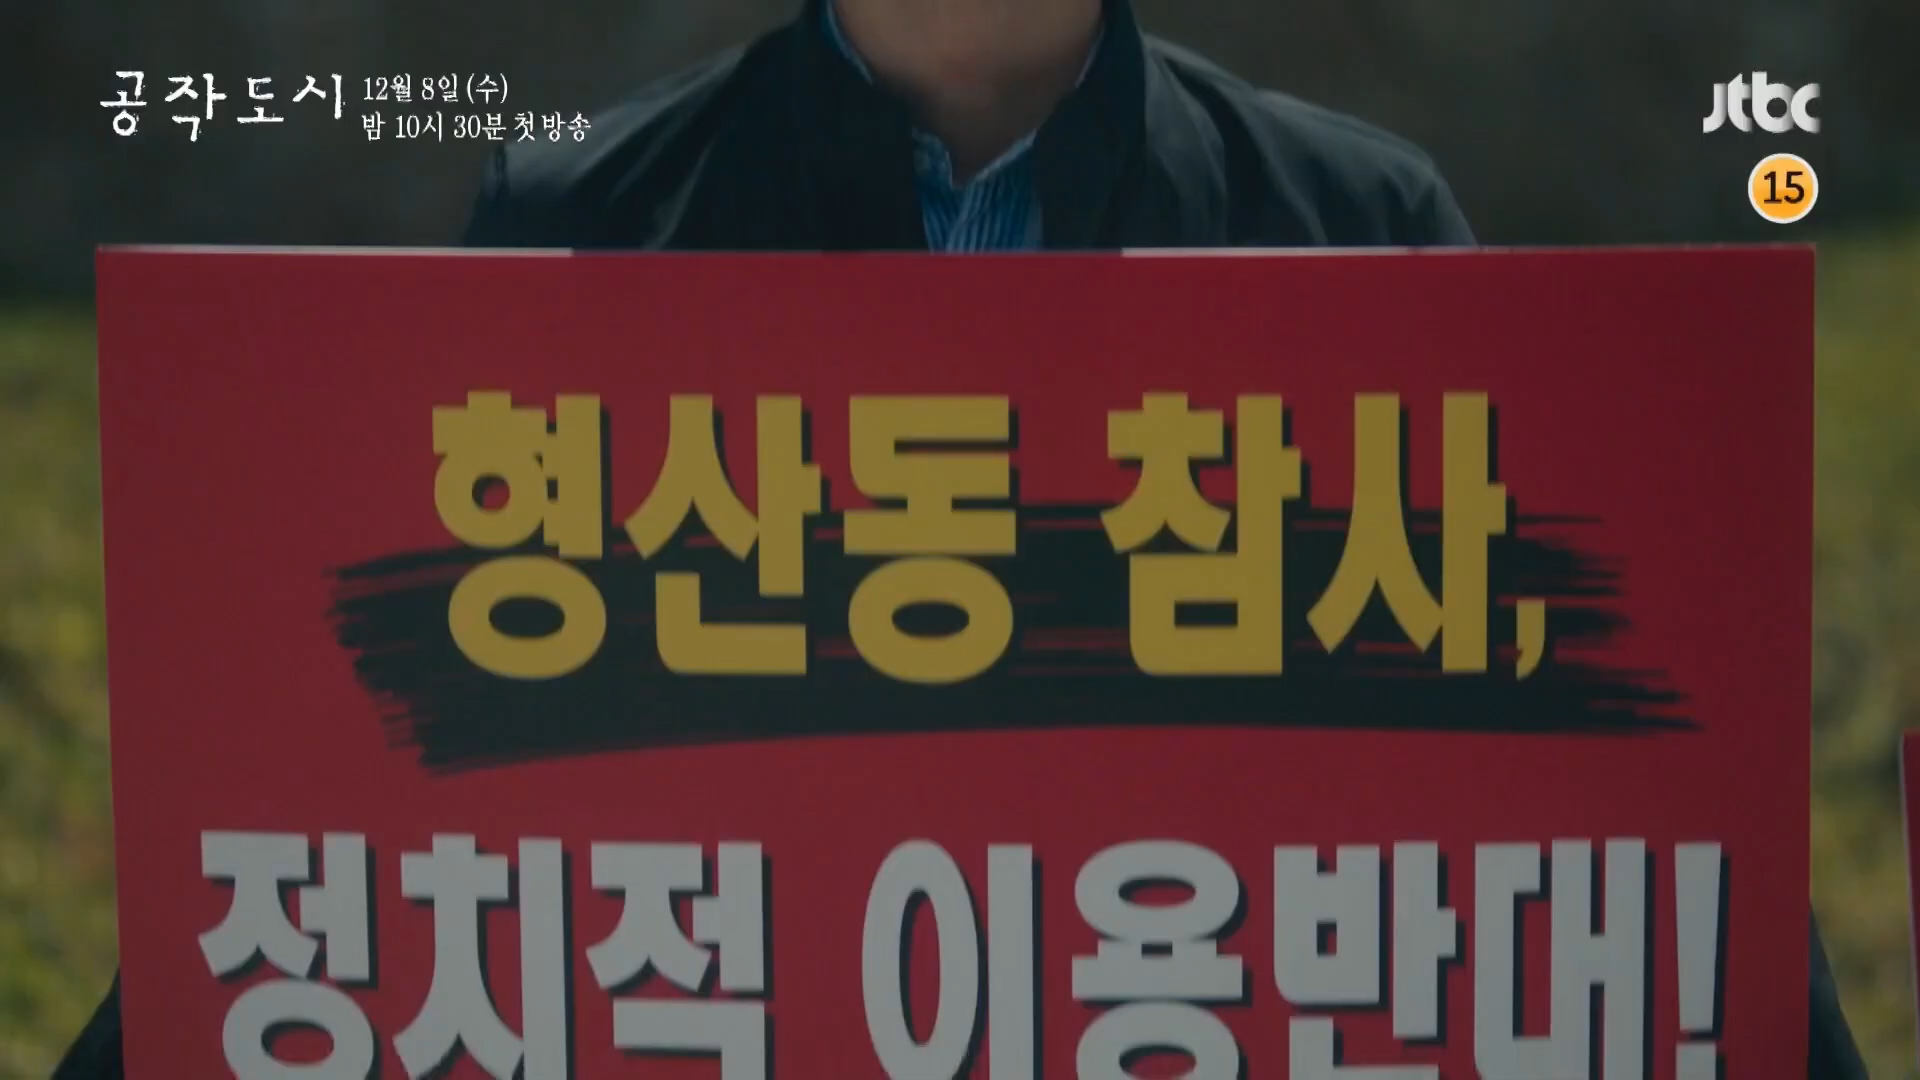 공작도시
12월 8일 (수)
밤 10시 30분 첫 방송
jtbc
15
형산동 참사,
정치적 이용반대!